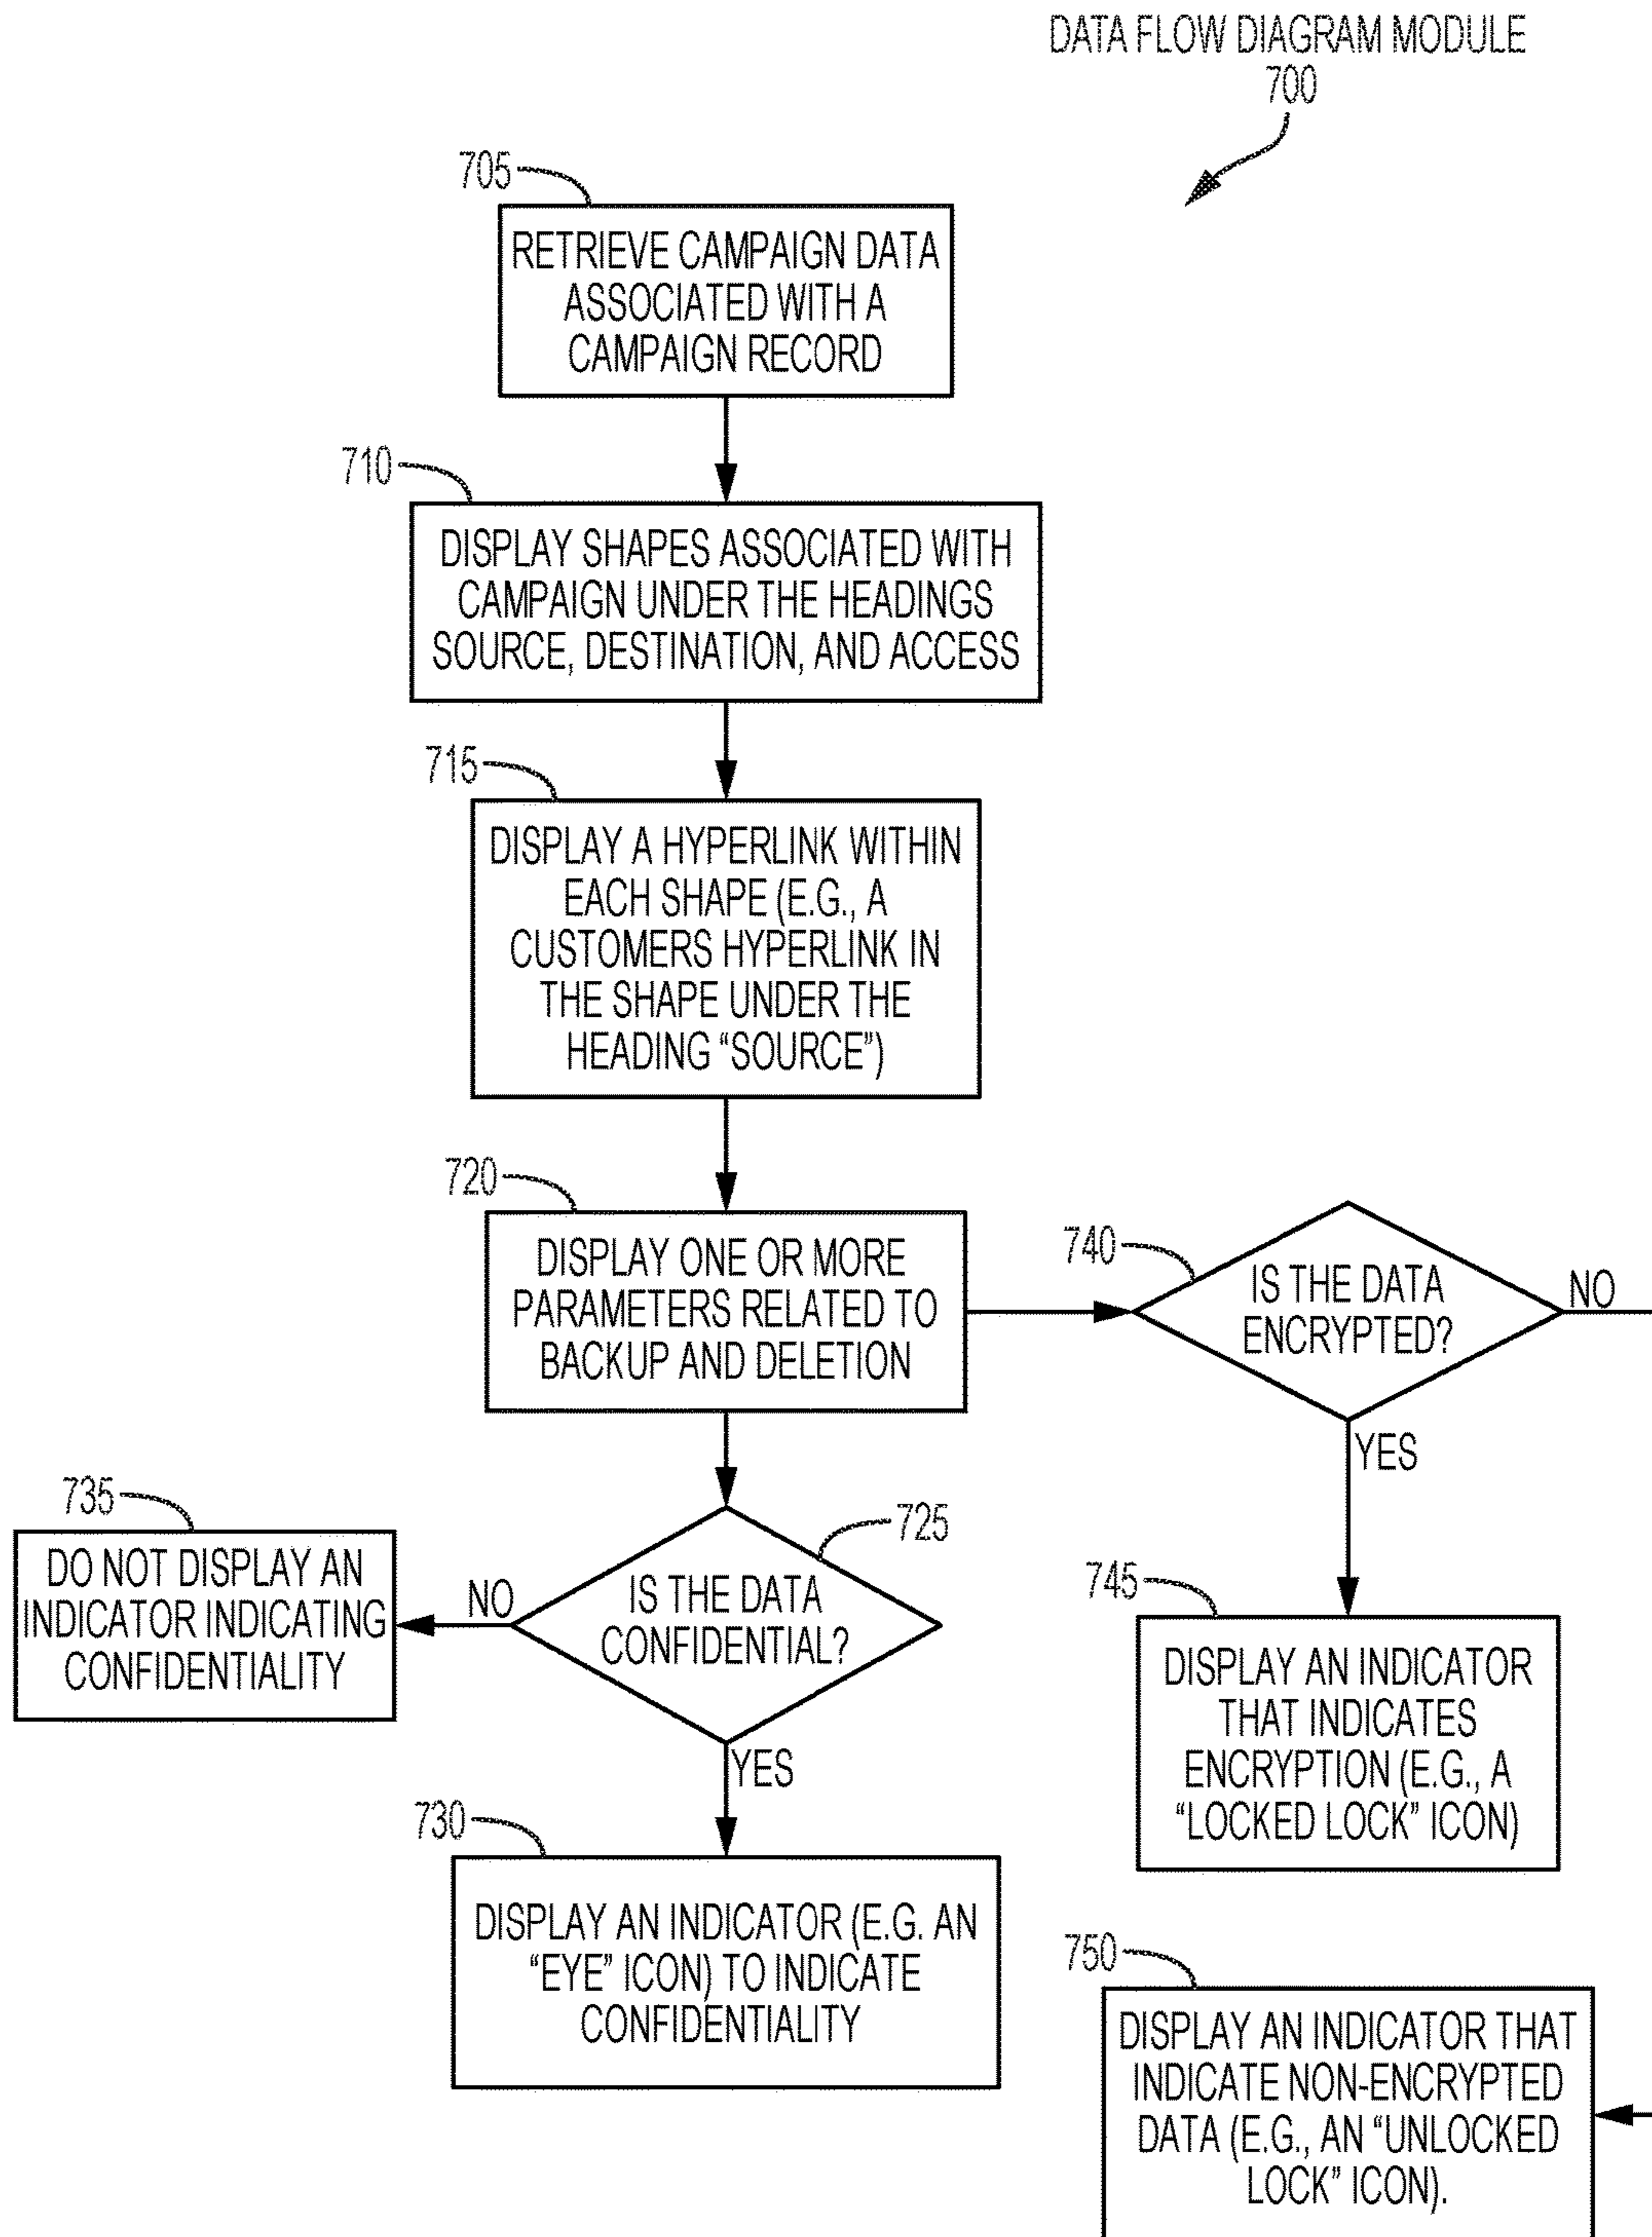 DATA FLOW DIAGRAM MODULE
700
705
RETRIEVE CAMPAIGN DATA
ASSOCIATED WITH A
CAMPAIGN RECORD
710
DISPLAY SHAPES ASSOCIATED WITH
CAMPAIGN UNDER THE HEADINGS
SOURCE, DESTINATION, AND ACCESS
715
DISPLAY A HYPERLINK WITHIN
EACH SHAPE (E.G., A
CUSTOMERS HYPERLINK IN
THE SHAPE UNDER THE
HEADING “SOURCE”)
720
DISPLAY ONE OR MORE
PARAMETERS RELATED TO
BACKUP AND DELETION
740
IS THE DATA
ENCRYPTED?
NO
YES
735
DO NOT DISPLAY AN
INDICATOR INDICATING
CONFIDENTIALITY
NO
725
IS THE DATA
CONFIDENTIAL?
YES
745
DISPLAY AN INDICATOR
THAT INDICATES
ENCRYPTION (E.G., A
“LOCKED LOCK” ICON)
730
DISPLAY AN INDICATOR (E.G. AN
“EYE” ICON) TO INDICATE
CONFIDENTIALITY
750
DISPLAY AN INDICATOR THAT
INDICATE NON-ENCRYPTED
DATA (E.G., AN “UNLOCKED
LOCK” ICON).